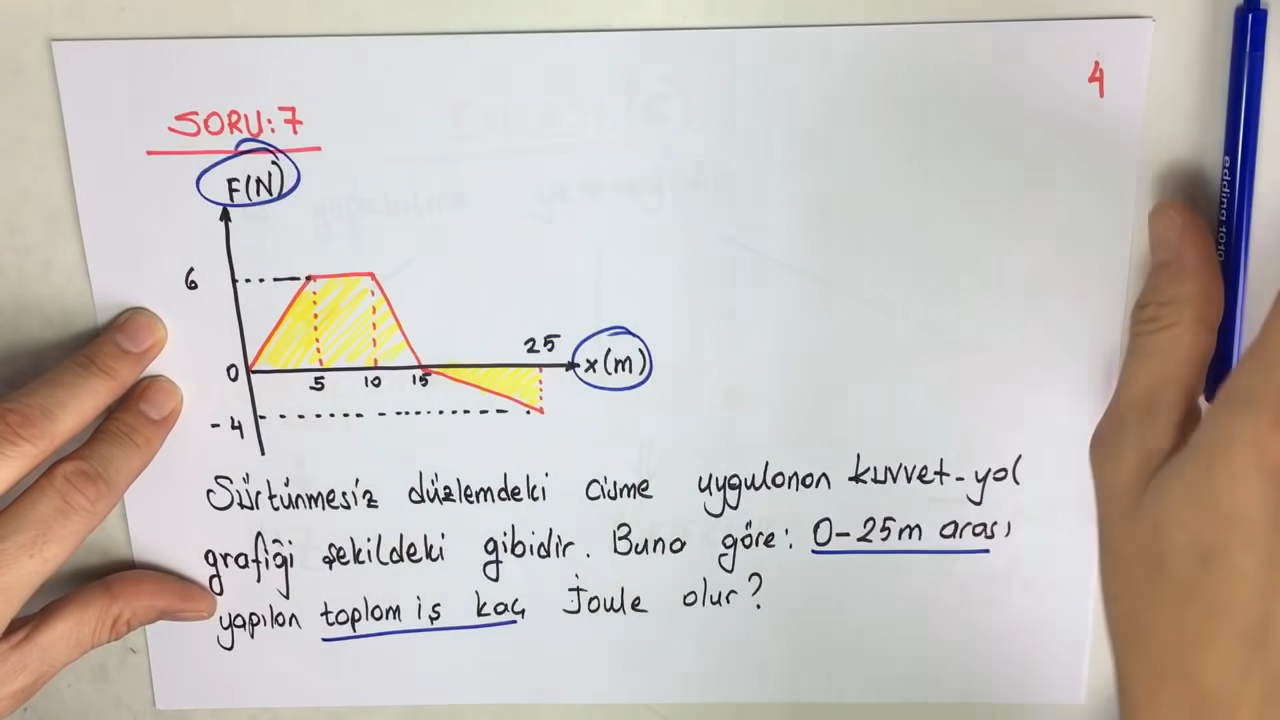 4
SORU:7
F(N)
6
25
x(m)
0
5 10 15
-4
Sürtünmesiz düzlemdeki cisme uygulanan kuvvet-yol
grafiği şekildeki gibidir. Buna göre: 0-25m arası
yapılan toplam iş kaç Joule olur?
edding 1010